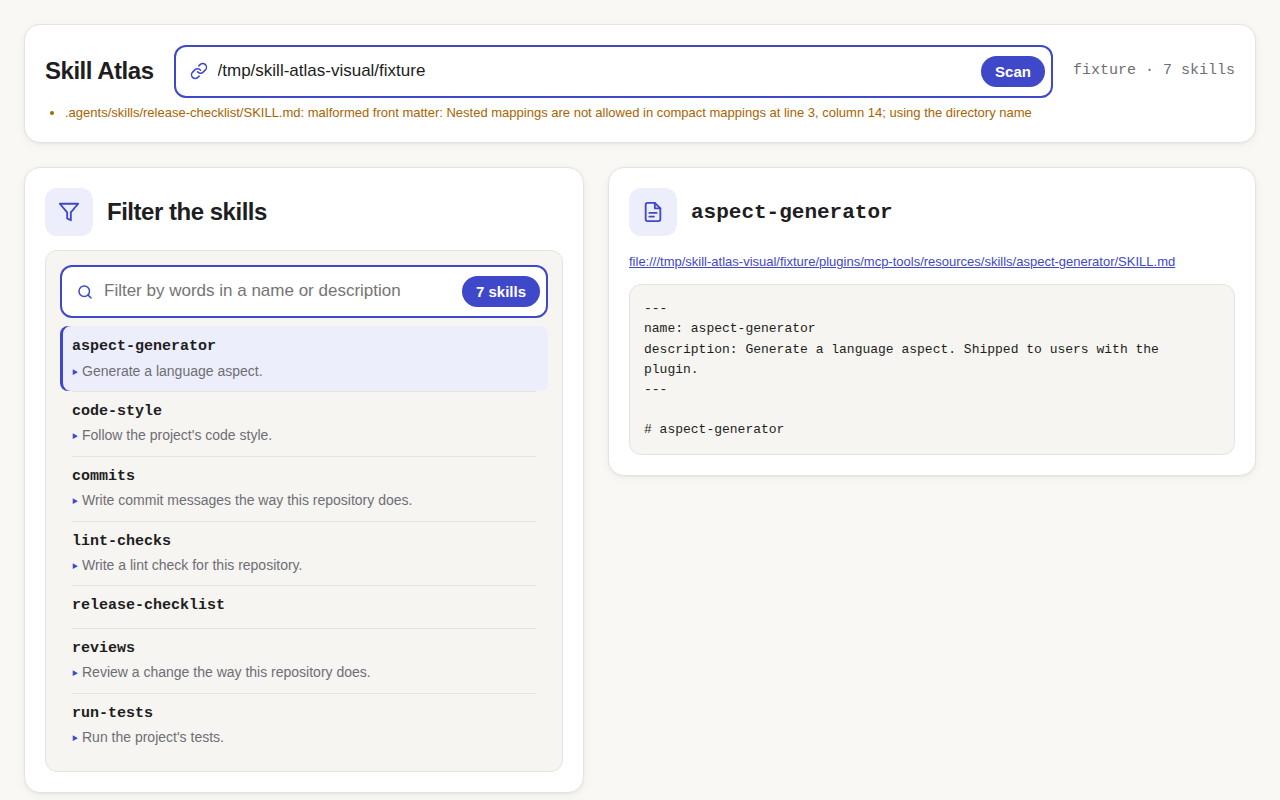 Skill Atlas
/tmp/skill-atlas-visual/fixture
Scan
fixture · 7 skills
.agents/skills/release-checklist/SKILL.md: malformed front matter: Nested mappings are not allowed in compact mappings at line 3, column 14; using the directory name
Filter the skills
Filter by words in a name or description
7 skills
aspect-generator
Generate a language aspect.
code-style
Follow the project's code style.
commits
Write commit messages the way this repository does.
lint-checks
Write a lint check for this repository.
release-checklist
reviews
Review a change the way this repository does.
run-tests
Run the project's tests.
aspect-generator
file:///tmp/skill-atlas-visual/fixture/plugins/mcp-tools/resources/skills/aspect-generator/SKILL.md
---
name: aspect-generator
description: Generate a language aspect. Shipped to users with the
plugin.
---
# aspect-generator